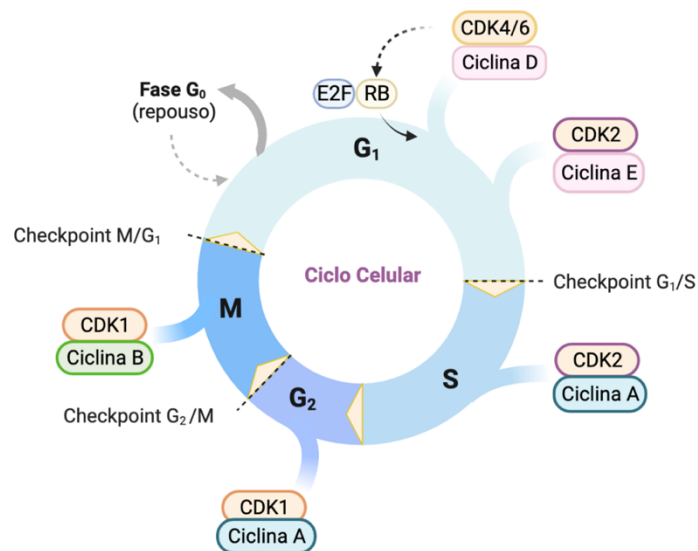 CDK4/6
Ciclina D
E2F RB
Fase G₀
(repouso)
G₁
CDK2
Ciclina E
Checkpoint M/G₁
Ciclo Celular
Checkpoint G₁/S
M
CDK1
Ciclina B
S
CDK2
Ciclina A
G₂
Checkpoint G₂/M
CDK1
Ciclina A